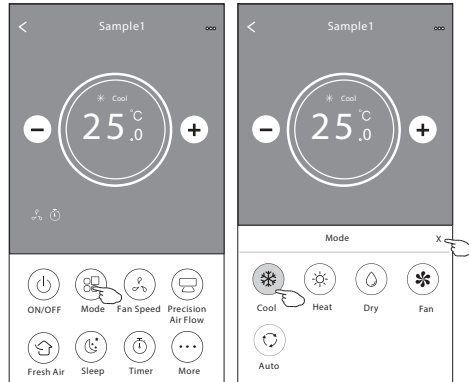 Sample1
Cool
25.0 °C
ON/OFF
Mode
Fan Speed
Precision
Air Flow
Fresh Air
Sleep
Timer
More
Sample1
Cool
25.0 °C
Mode
X
Cool
Heat
Dry
Fan
Auto